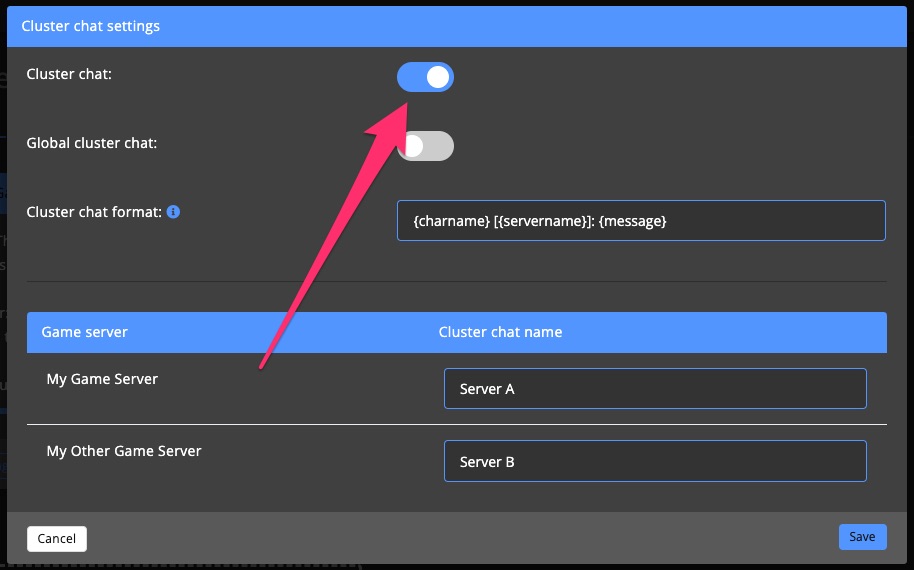 Cluster chat settings
Cluster chat:
Global cluster chat:
Cluster chat format:
{charname} [{servername}]: {message}
Game server Cluster chat name
My Game Server Server A
My Other Game Server Server B
Cancel Save